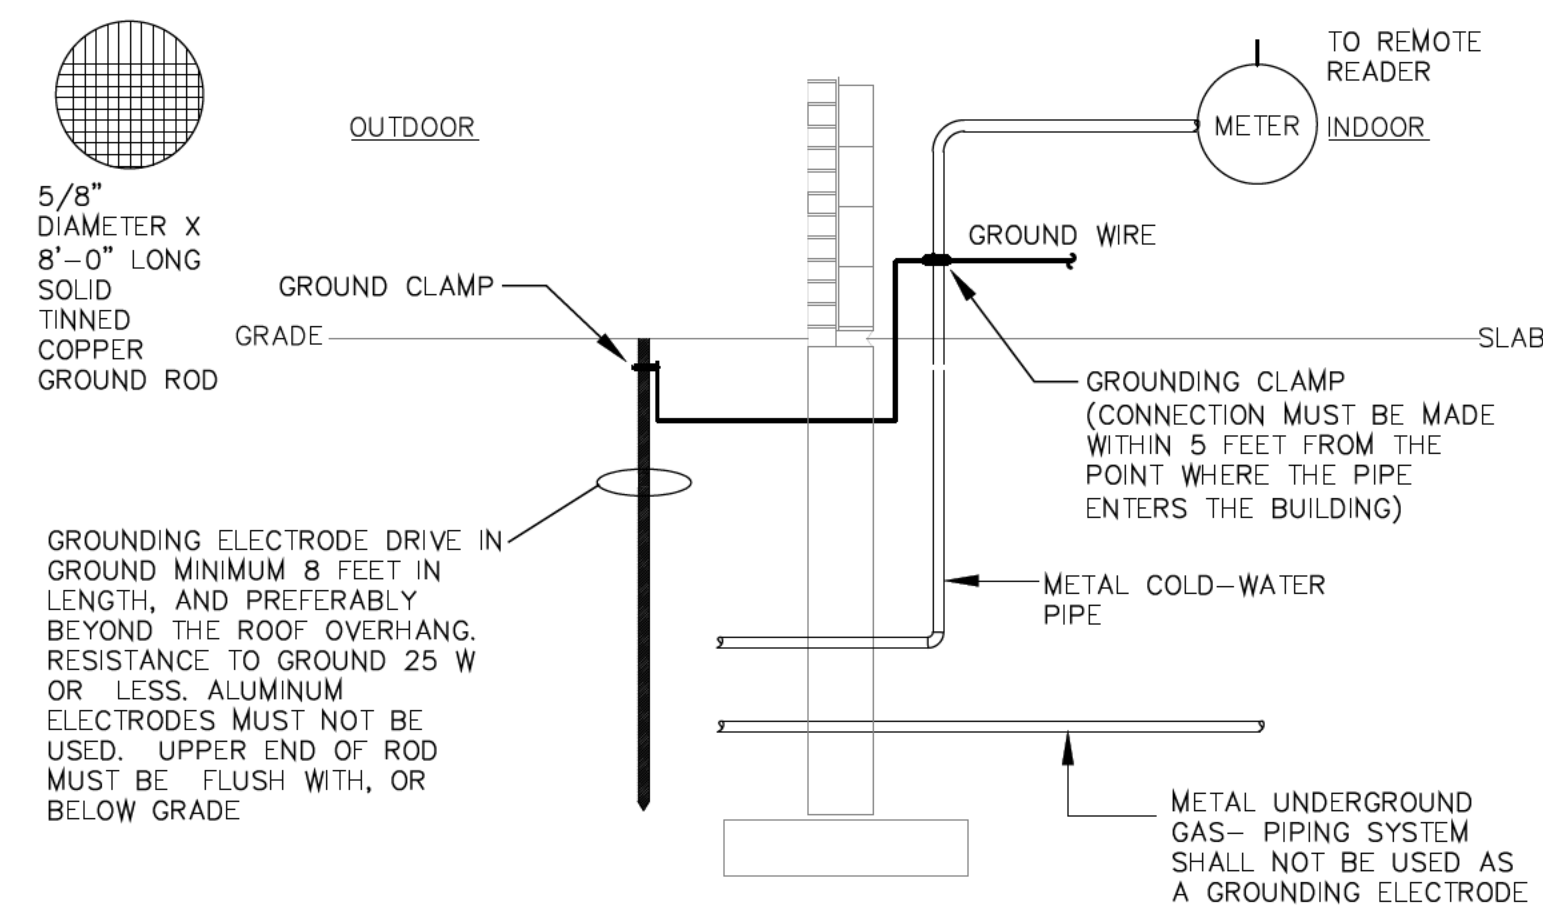 TO REMOTE
READER
OUTDOOR
METER
INDOOR
5/8"
DIAMETER X
8'-0" LONG
SOLID
TINNED
COPPER
GROUND ROD
GROUND WIRE
GROUND CLAMP
GRADE
SLAB
GROUNDING CLAMP
(CONNECTION MUST BE MADE
WITHIN 5 FEET FROM THE
POINT WHERE THE PIPE
ENTERS THE BUILDING)
GROUNDING ELECTRODE DRIVE IN
GROUND MINIMUM 8 FEET IN
LENGTH, AND PREFERABLY
BEYOND THE ROOF OVERHANG.
RESISTANCE TO GROUND 25 W
OR LESS. ALUMINUM
ELECTRODES MUST NOT BE
USED. UPPER END OF ROD
MUST BE FLUSH WITH, OR
BELOW GRADE
METAL COLD-WATER
PIPE
METAL UNDERGROUND
GAS- PIPING SYSTEM
SHALL NOT BE USED AS
A GROUNDING ELECTRODE